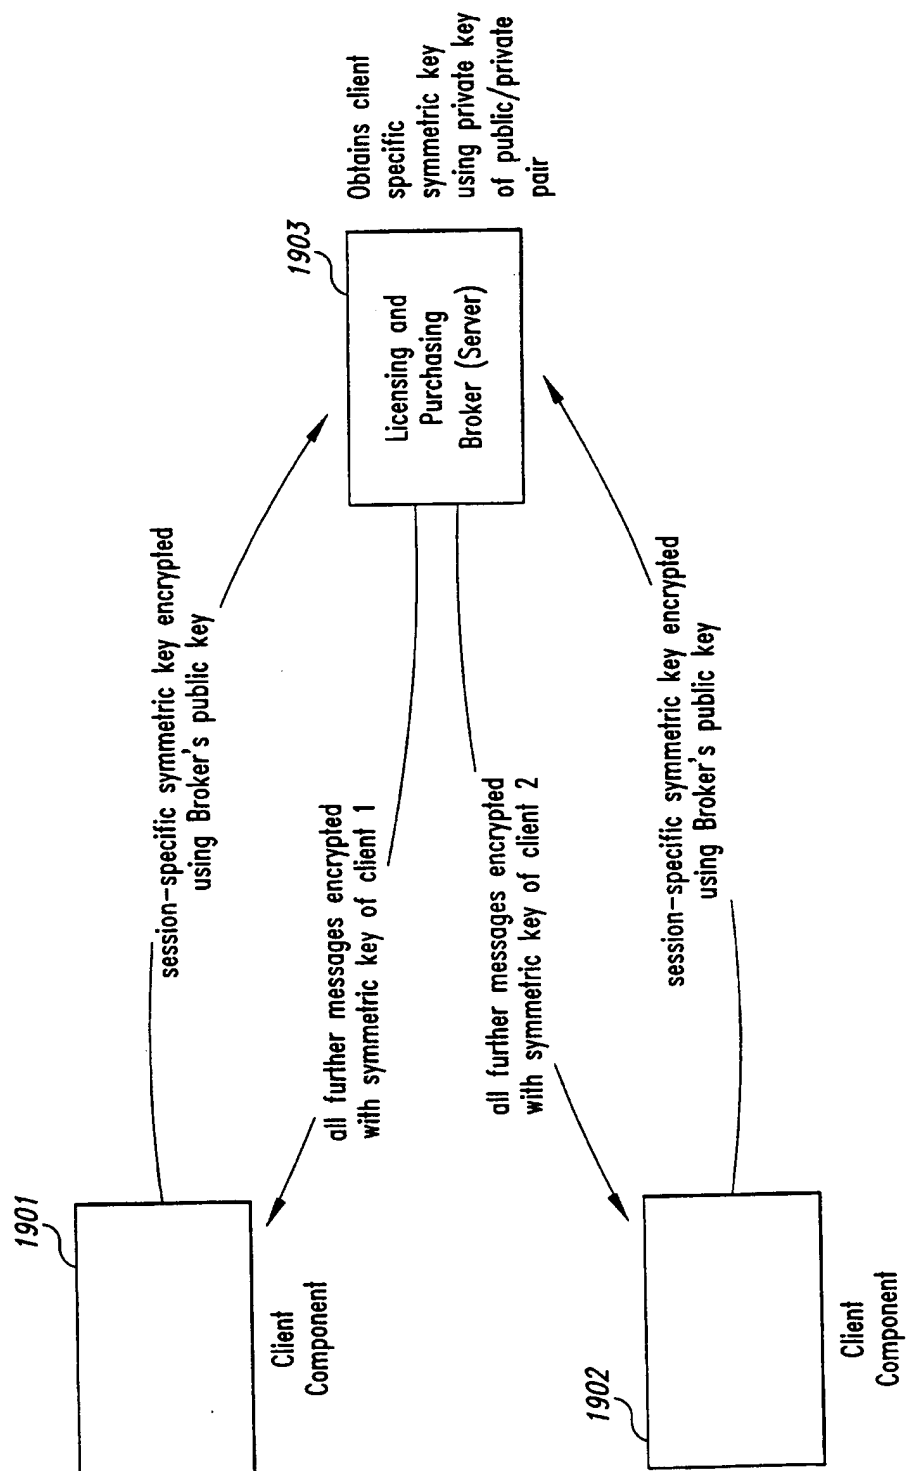 1901
Client
Component
session-specific symmetric key encrypted
using Broker's public key
all further messages encrypted
with symmetric key of client 1
1903
Licensing and
Purchasing
Broker (Server)
Obtains client
specific
symmetric key
using private key
of public/private
pair
all further messages encrypted
with symmetric key of client 2
session-specific symmetric key encrypted
using Broker's public key
1902
Client
Component